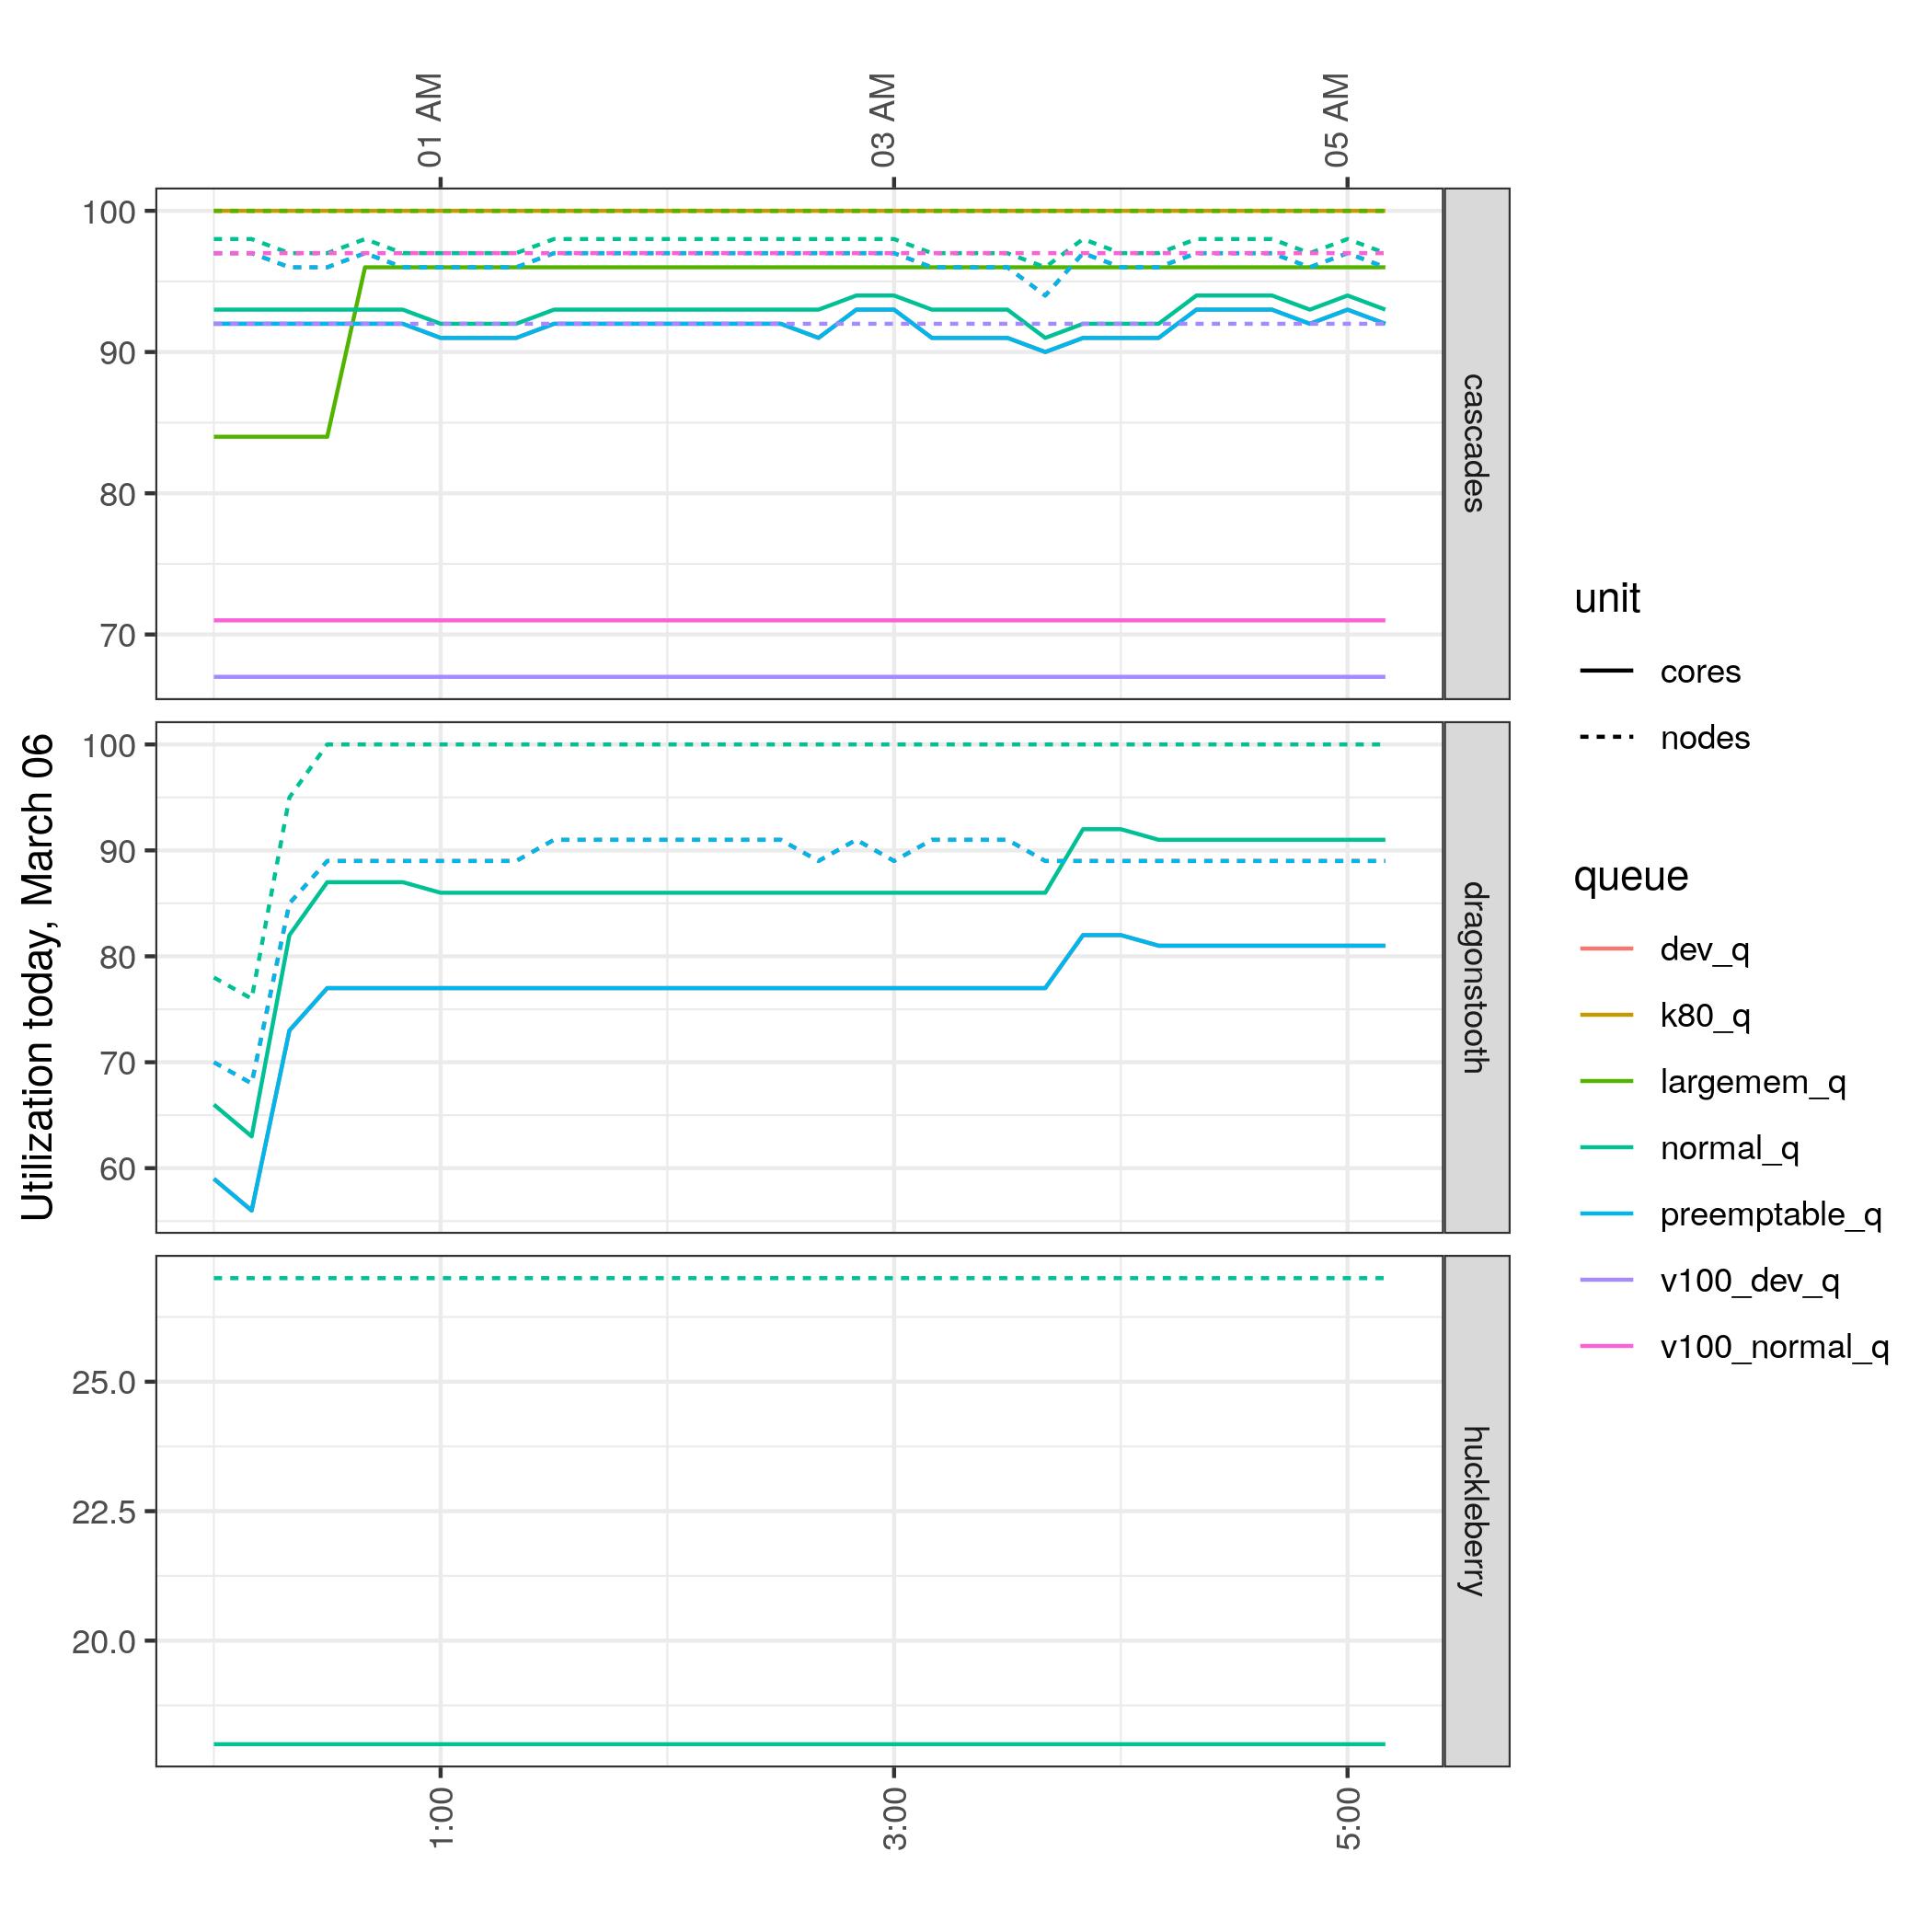 01 AM
03 AM
05 AM
Utilization today, March 06
100
90
80
70
cascades
100
90
80
70
60
dragonstooth
25.0
22.5
20.0
huckleberry
1:00
3:00
5:00
unit
cores
nodes
queue
dev_q
k80_q
largemem_q
normal_q
preemptable_q
v100_dev_q
v100_normal_q